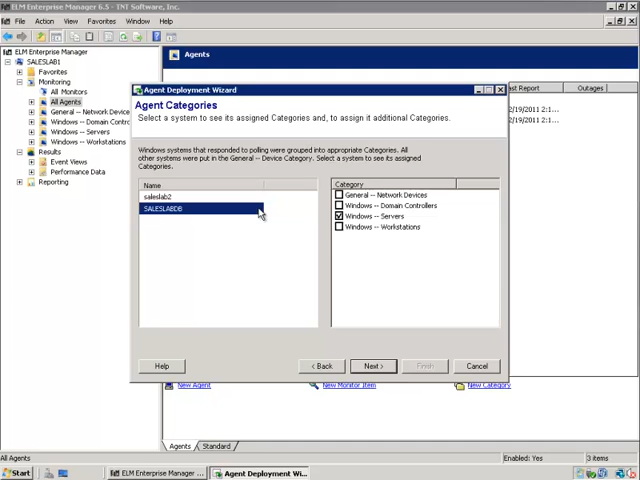 ELM Enterprise Manager 6.5 - TNT Software, Inc.
File Action View Favorites Window Help
ELM Enterprise Manager
SALESLAB1
Favorites
Monitoring
All Monitors
All Agents
General -- Network Device
Windows -- Domain Contro
Windows -- Servers
Windows -- Workstations
Results
Event Views
Performance Data
Reporting
Agents
st Report Outages
/19/2011 2:1...
/19/2011 2:1...
Agent Deployment Wizard
Agent Categories
Select a system to see its assigned Categories and, to assign it additional Categories.
Windows systems that responded to polling were grouped into appropriate Categories. All
other systems were put in the General -- Device Category. Select a system to see its assigned
Categories.
Name
saleslab2
SALESLABDB
Category
General -- Network Devices
Windows -- Domain Controllers
Windows -- Servers
Windows -- Workstations
Help
< Back
Next >
Finish
Cancel
New Agent
New Monitor Item
New Category
Agents
Standard
All Agents
Enabled: Yes
3 items
Start
ELM Enterprise Manager ...
Agent Deployment Wi...
2:16 PM